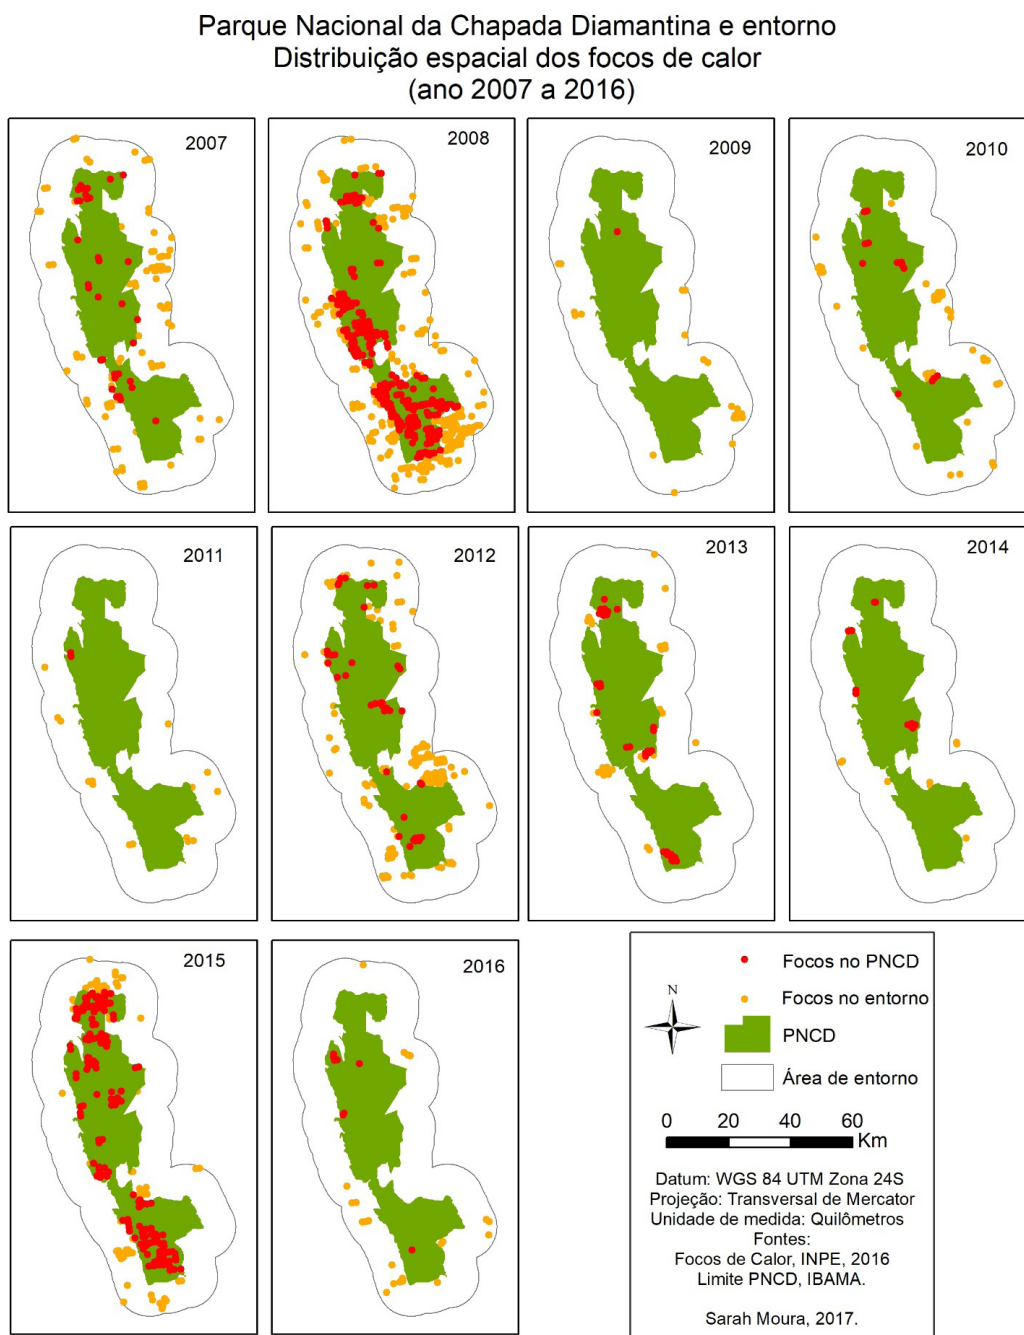 Parque Nacional da Chapada Diamantina e entorno
Distribuição espacial dos focos de calor
(ano 2007 a 2016)
2007
2008
2009
2010
2011
2012
2013
2014
2015
2016
Focos no PNCD
Focos no entorno
PNCD
Área de entorno
N
0 20 40 60
Km
Datum: WGS 84 UTM Zona 24S
Projeção: Transversal de Mercator
Unidade de medida: Quilômetros
Fontes:
Focos de Calor, INPE, 2016
Limite PNCD, IBAMA.
Sarah Moura, 2017.